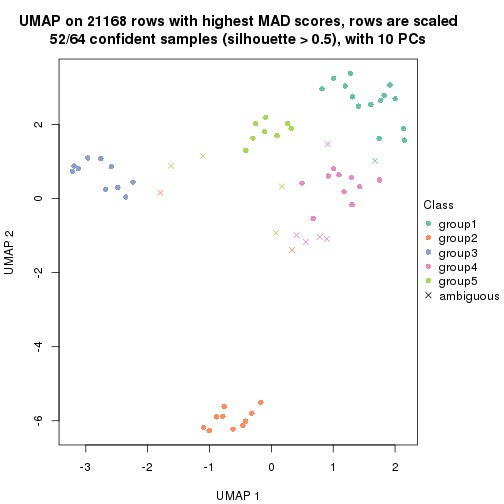 UMAP on 21168 rows with highest MAD scores, rows are scaled
52/64 confident samples (silhouette > 0.5), with 10 PCs
2
0
-2
-4
-6
UMAP 2
-3
-2
-1
0
1
2
UMAP 1
Class
group1
group2
group3
group4
group5
ambiguous